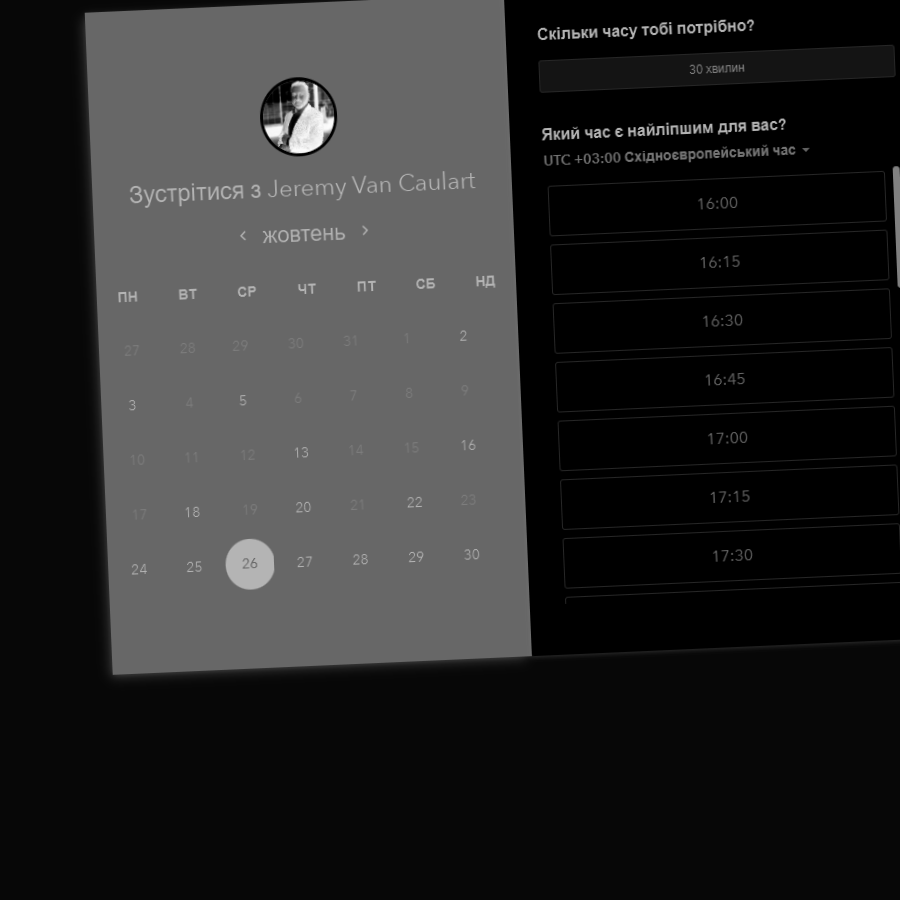 Зустрітися з Jeremy Van Caulart
жовтень
ПН ВТ СР ЧТ ПТ СБ НД
27 28 29 30 31 1 2
3 4 5 6 7 8 9
10 11 12 13 14 15 16
17 18 19 20 21 22 23
24 25 26 27 28 29 30
Скільки часу тобі потрібно?
30 хвилин
Який час є найліпшим для вас?
UTC +03:00 Східноєвропейський час
16:00
16:15
16:30
16:45
17:00
17:15
17:30